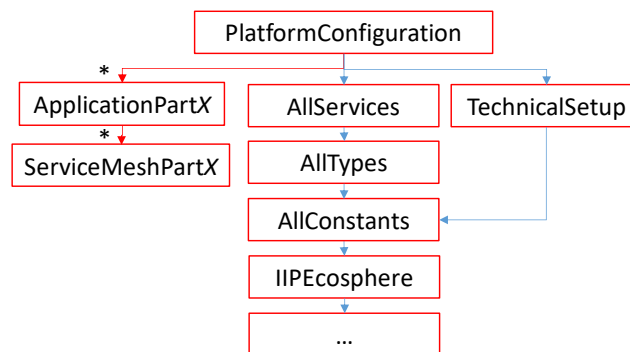 PlatformConfiguration
*
ApplicationPartX
AllServices
TechnicalSetup
*
ServiceMeshPartX
AllTypes
AllConstants
IIPEcosphere
...